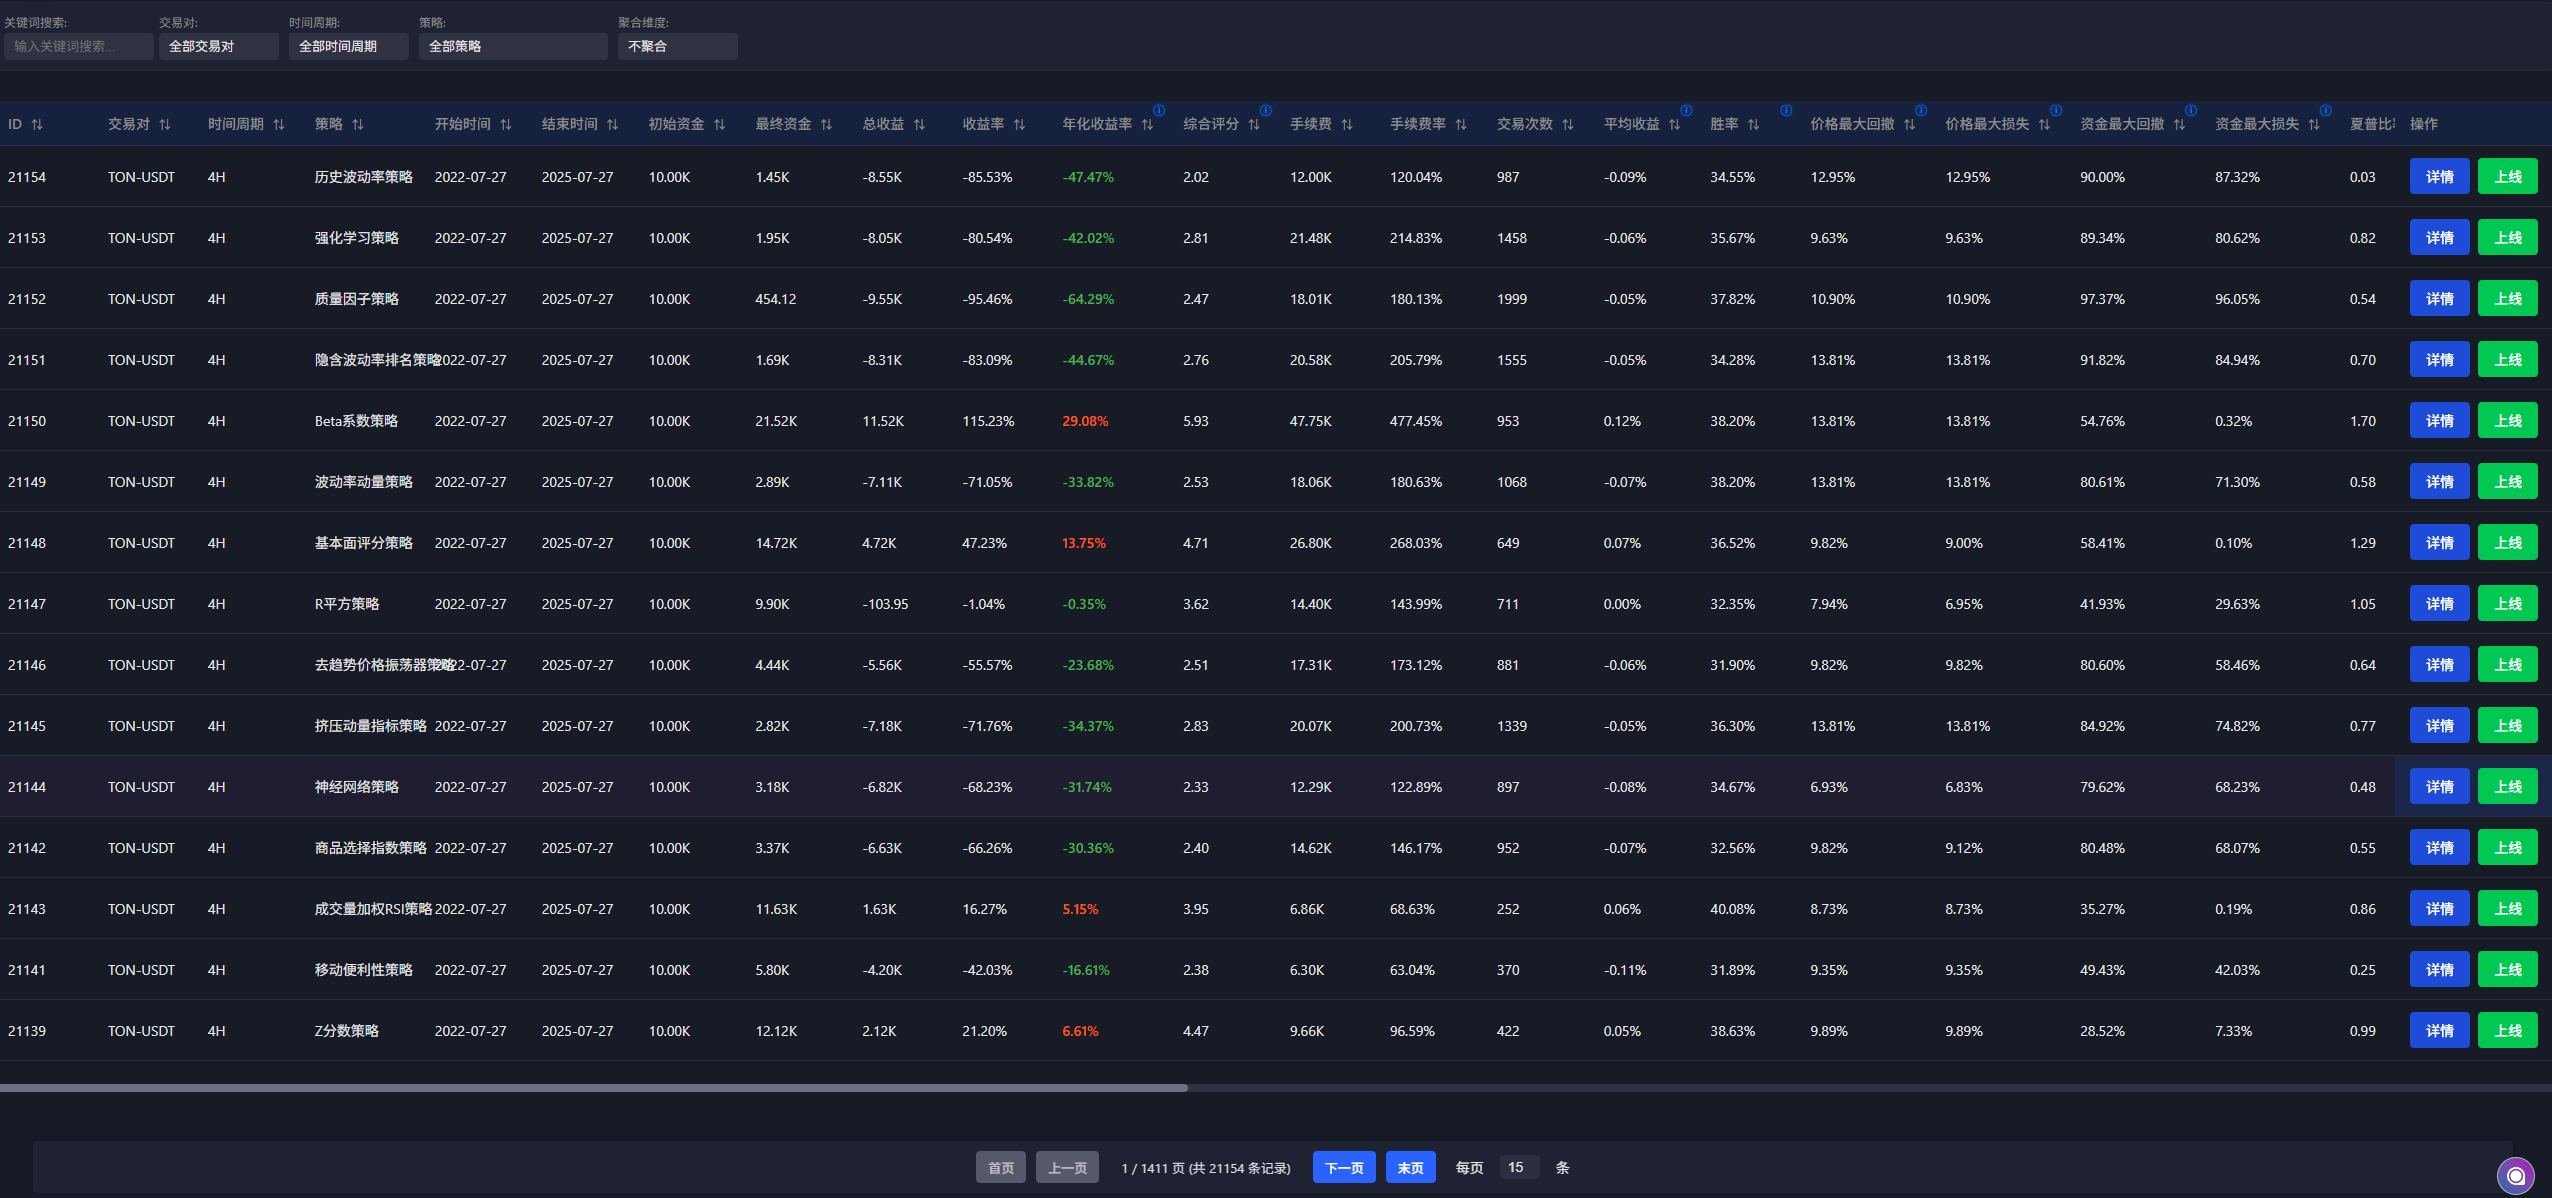 关键词搜索: 交易对: 时间周期: 策略: 聚合维度:
输入关键词搜索... 全部交易对 全部时间周期 全部策略 不聚合
ID 交易对 时间周期 策略 开始时间 结束时间 初始资金 最终资金 总收益 收益率 年化收益率 综合评分 手续费 手续费率 交易次数 平均收益 胜率 价格最大回撤 价格最大损失 资金最大回撤 资金最大损失 夏普比 操作
21154 TON-USDT 4H 历史波动率策略 2022-07-27 2025-07-27 10.00K 1.45K -8.55K -85.53% -47.47% 2.02 12.00K 120.04% 987 -0.09% 34.55% 12.95% 12.95% 90.00% 87.32% 0.03 详情 上线
21153 TON-USDT 4H 强化学习策略 2022-07-27 2025-07-27 10.00K 1.95K -8.05K -80.54% -42.02% 2.81 21.48K 214.83% 1458 -0.06% 35.67% 9.63% 9.63% 89.34% 80.62% 0.82 详情 上线
21152 TON-USDT 4H 质量因子策略 2022-07-27 2025-07-27 10.00K 454.12 -9.55K -95.46% -64.29% 2.47 18.01K 180.13% 1999 -0.05% 37.82% 10.90% 10.90% 97.37% 96.05% 0.54 详情 上线
21151 TON-USDT 4H 隐含波动率排名策略 2022-07-27 2025-07-27 10.00K 1.69K -8.31K -83.09% -44.67% 2.76 20.58K 205.79% 1555 -0.05% 34.28% 13.81% 13.81% 91.82% 84.94% 0.70 详情 上线
21150 TON-USDT 4H Beta系数策略 2022-07-27 2025-07-27 10.00K 21.52K 11.52K 115.23% 29.08% 5.93 47.75K 477.45% 953 0.12% 38.20% 13.81% 13.81% 54.76% 0.32% 1.70 详情 上线
21149 TON-USDT 4H 波动率动量策略 2022-07-27 2025-07-27 10.00K 2.89K -7.11K -71.05% -33.82% 2.53 18.06K 180.63% 1068 -0.07% 38.20% 13.81% 13.81% 80.61% 71.30% 0.58 详情 上线
21148 TON-USDT 4H 基本面评分策略 2022-07-27 2025-07-27 10.00K 14.72K 4.72K 47.23% 13.75% 4.71 26.80K 268.03% 649 0.07% 36.52% 9.82% 9.00% 58.41% 0.10% 1.29 详情 上线
21147 TON-USDT 4H R平方策略 2022-07-27 2025-07-27 10.00K 9.90K -103.95 -1.04% -0.35% 3.62 14.40K 143.99% 711 0.00% 32.35% 7.94% 6.95% 41.93% 29.63% 1.05 详情 上线
21146 TON-USDT 4H 去趋势价格振荡器策略 2022-07-27 2025-07-27 10.00K 4.44K -5.56K -55.57% -23.68% 2.51 17.31K 173.12% 881 -0.06% 31.90% 9.82% 9.82% 80.60% 58.46% 0.64 详情 上线
21145 TON-USDT 4H 挤压动量指标策略 2022-07-27 2025-07-27 10.00K 2.82K -7.18K -71.76% -34.37% 2.83 20.07K 200.73% 1339 -0.05% 36.30% 13.81% 13.81% 84.92% 74.82% 0.77 详情 上线
21144 TON-USDT 4H 神经网络策略 2022-07-27 2025-07-27 10.00K 3.18K -6.82K -68.23% -31.74% 2.33 12.29K 122.89% 897 -0.08% 34.67% 6.93% 6.83% 79.62% 68.23% 0.48 详情 上线
21142 TON-USDT 4H 商品选择指数策略 2022-07-27 2025-07-27 10.00K 3.37K -6.63K -66.26% -30.36% 2.40 14.62K 146.17% 952 -0.07% 32.56% 9.82% 9.12% 80.48% 68.07% 0.55 详情 上线
21143 TON-USDT 4H 成交量加权RSI策略 2022-07-27 2025-07-27 10.00K 11.63K 1.63K 16.27% 5.15% 3.95 6.86K 68.63% 252 0.06% 40.08% 8.73% 8.73% 35.27% 0.19% 0.86 详情 上线
21141 TON-USDT 4H 移动便利性策略 2022-07-27 2025-07-27 10.00K 5.80K -4.20K -42.03% -16.61% 2.38 6.30K 63.04% 370 -0.11% 31.89% 9.35% 9.35% 49.43% 42.03% 0.25 详情 上线
21139 TON-USDT 4H Z分数策略 2022-07-27 2025-07-27 10.00K 12.12K 2.12K 21.20% 6.61% 4.47 9.66K 96.59% 422 0.05% 38.63% 9.89% 9.89% 28.52% 7.33% 0.99 详情 上线
首页 上一页 1 / 1411 页 (共 21154 条记录) 下一页 末页 每页 15 条